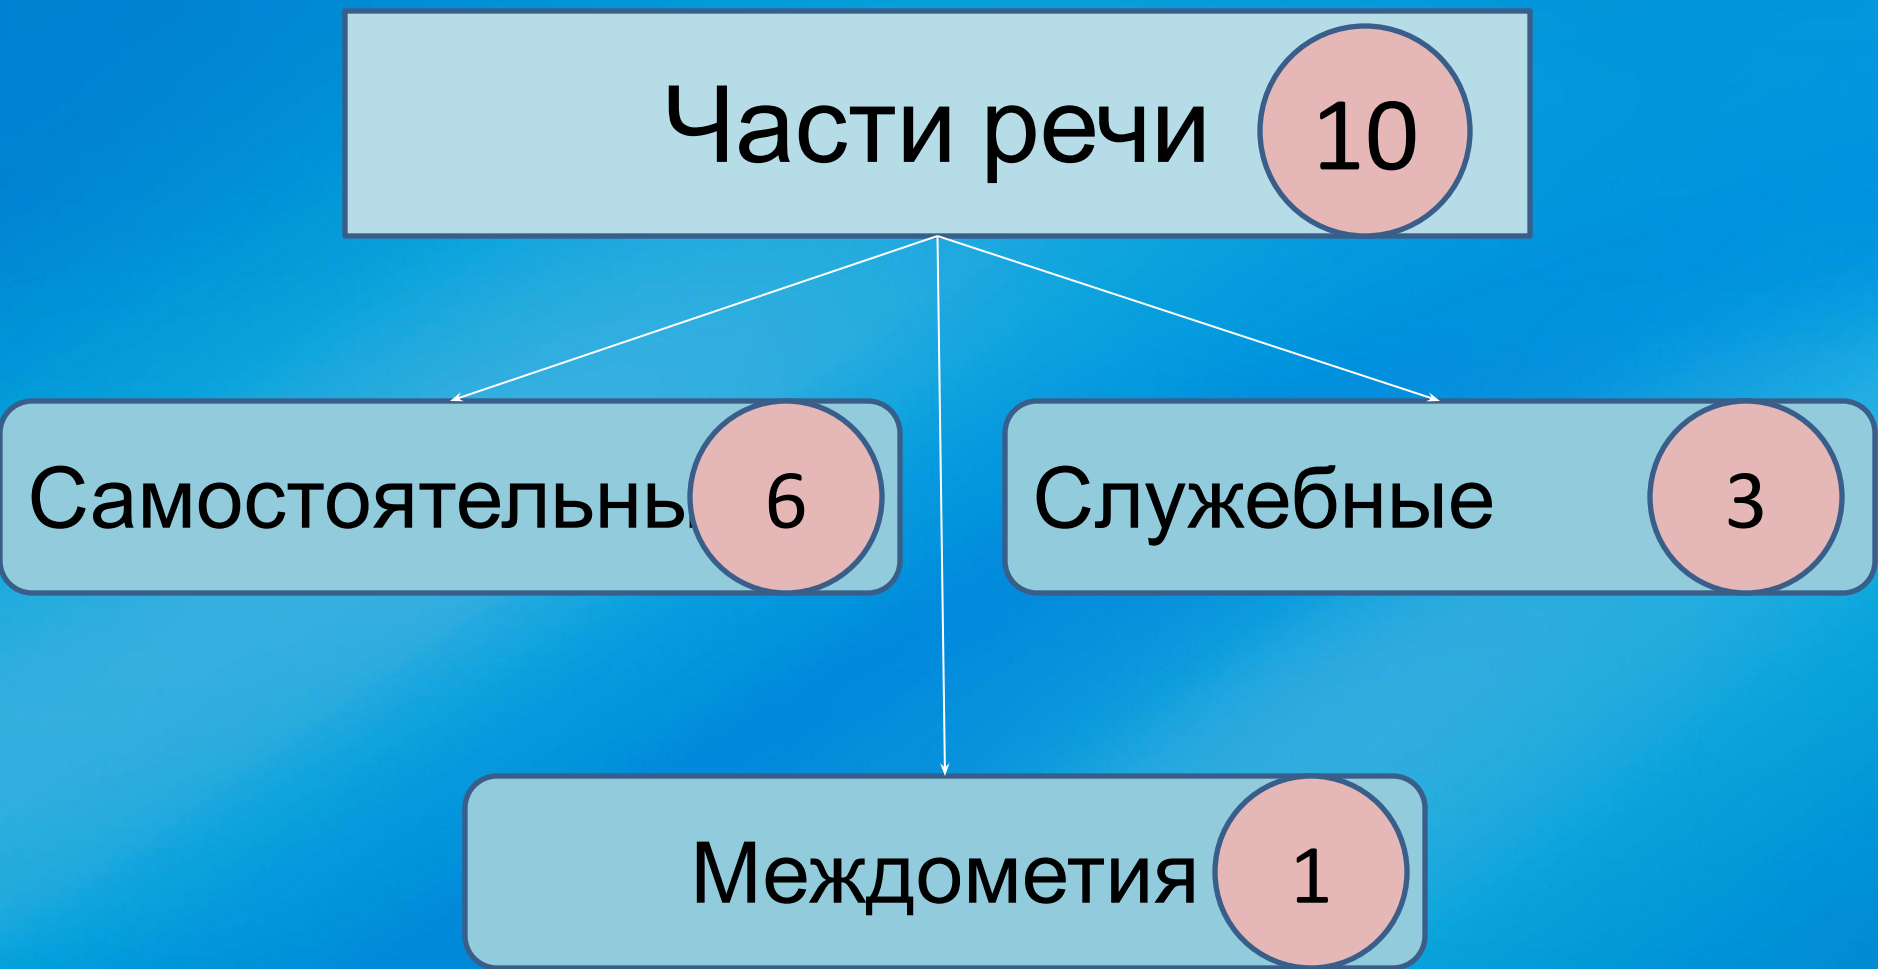 Части речи 10
Самостоятельны 6
Служебные 3
Междометия 1